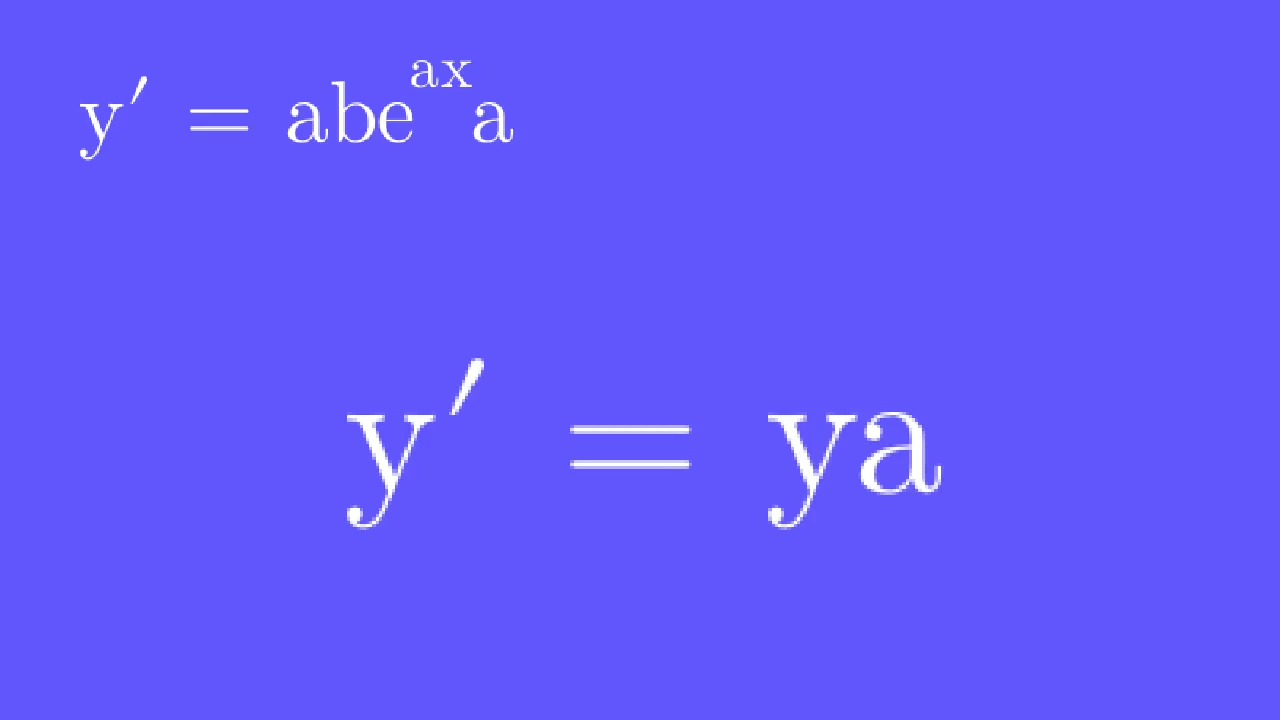 y′ = abe^{ax}a
y′ = ya